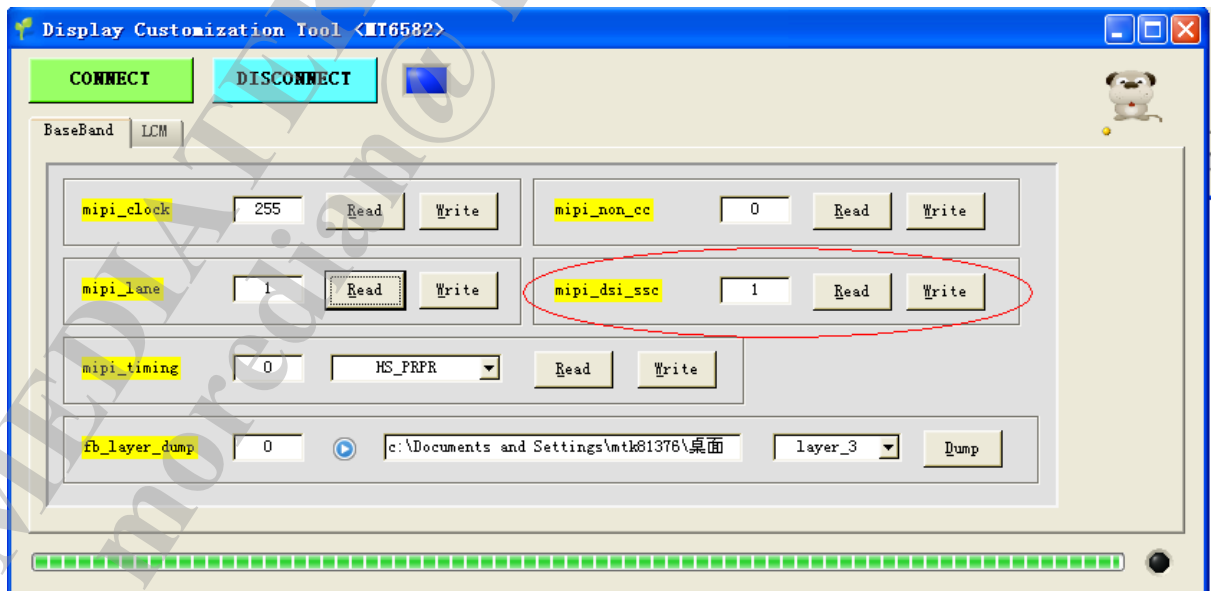 Display Customization Tool <MT6582>
CONNECT DISCONNECT
BaseBand LCM
mipi_clock 255 Read Write mipi_non_cc 0 Read Write
mipi_lane 1 Read Write mipi_dsi_ssc 1 Read Write
mipi_timing 0 HS_PRPR Read Write
fb_layer_dump 0 c:\Documents and Settings\mtk81376\桌面 layer_3 Dump
MEDIATEK
moredian@